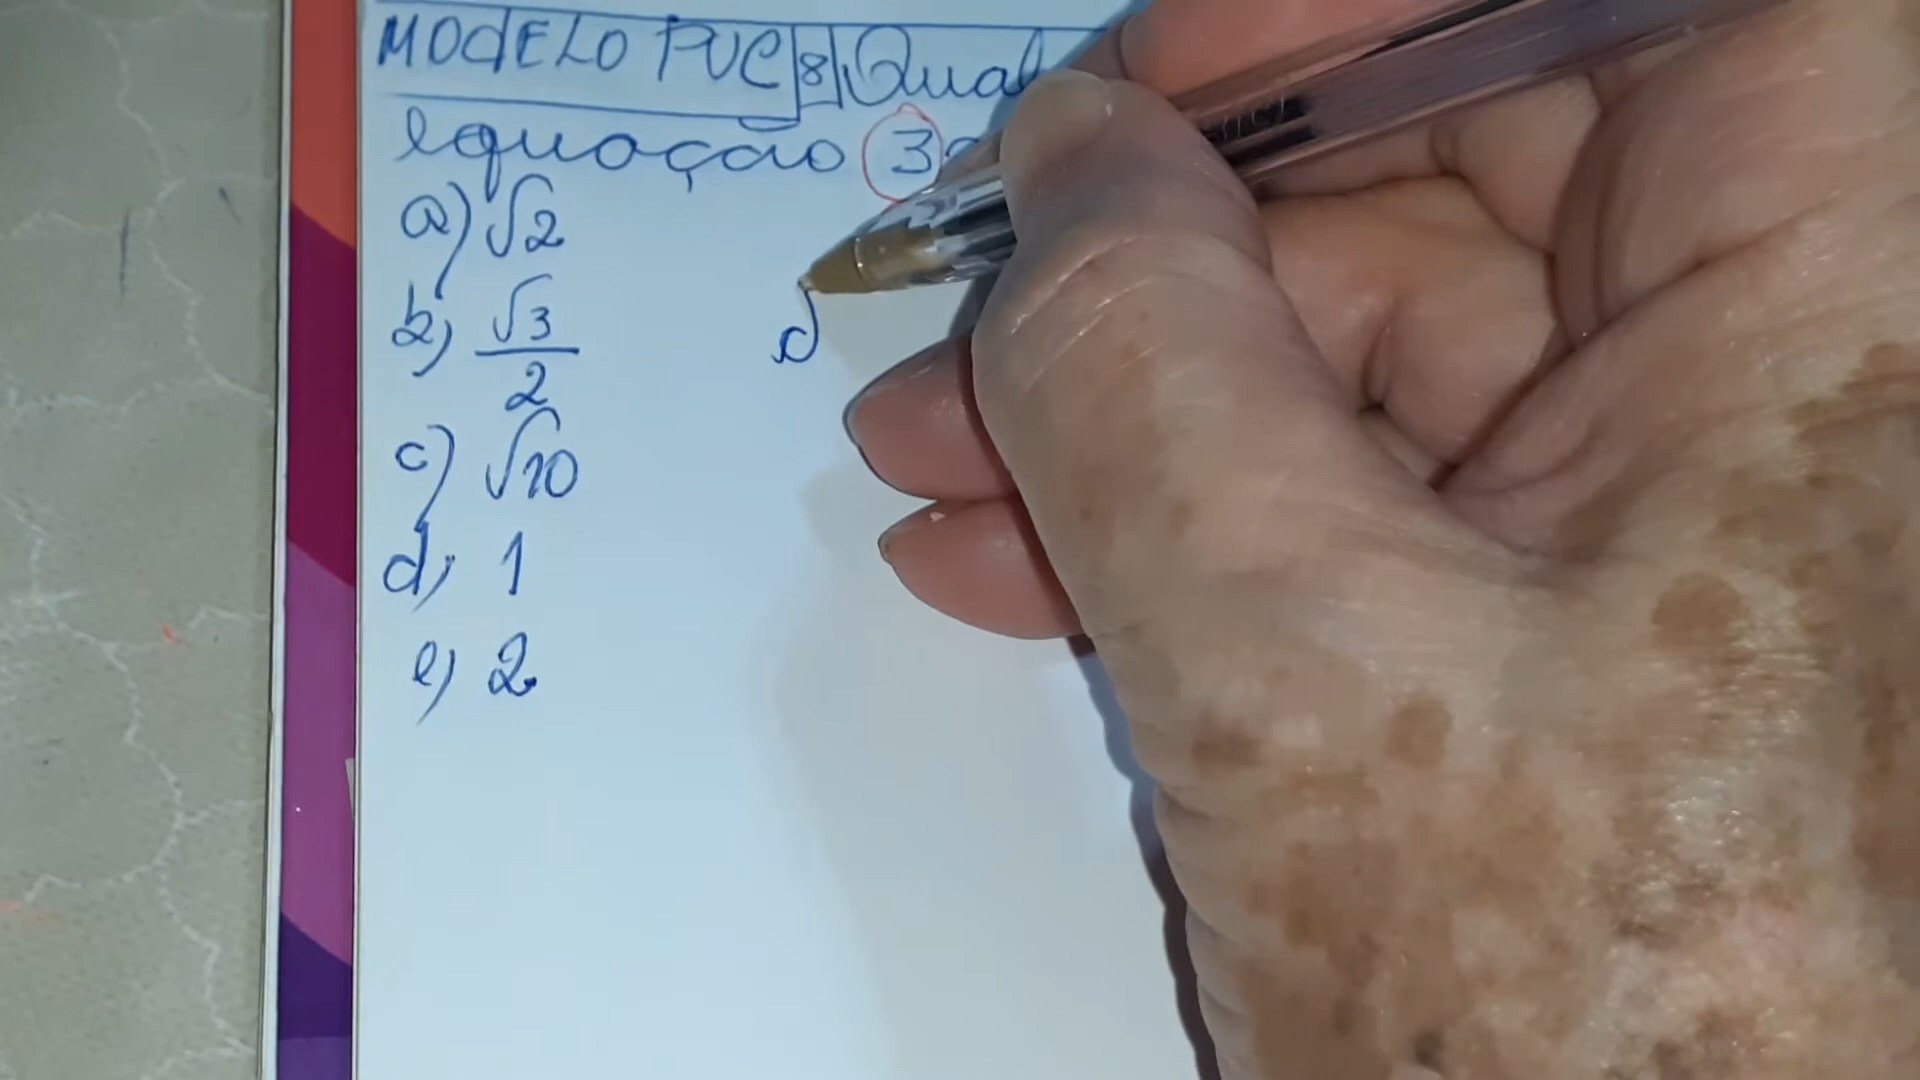 MODELO PUC 8 Qual
equação 3
a) √2
b) √3/2
c) √10
d) 1
e) 2